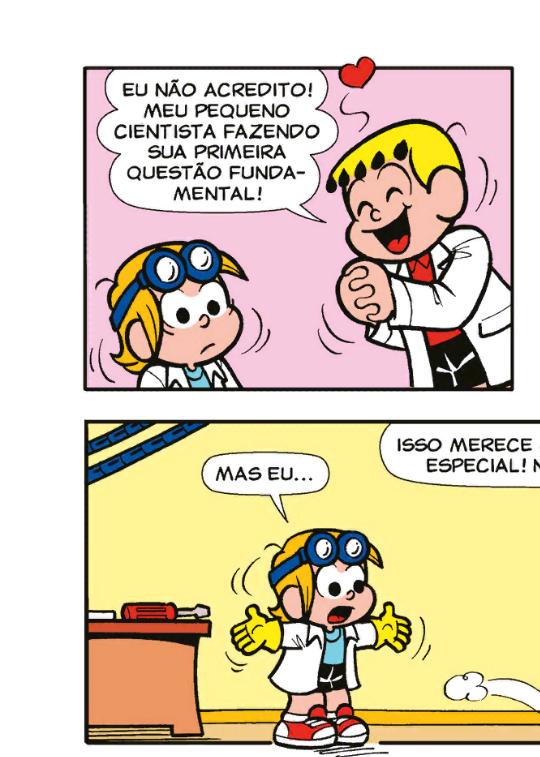 EU NÃO ACREDITO!
MEU PEQUENO
CIENTISTA FAZENDO
SUA PRIMEIRA
QUESTÃO FUNDA-
MENTAL!
MAS EU...
ISSO MERECE
ESPECIAL!